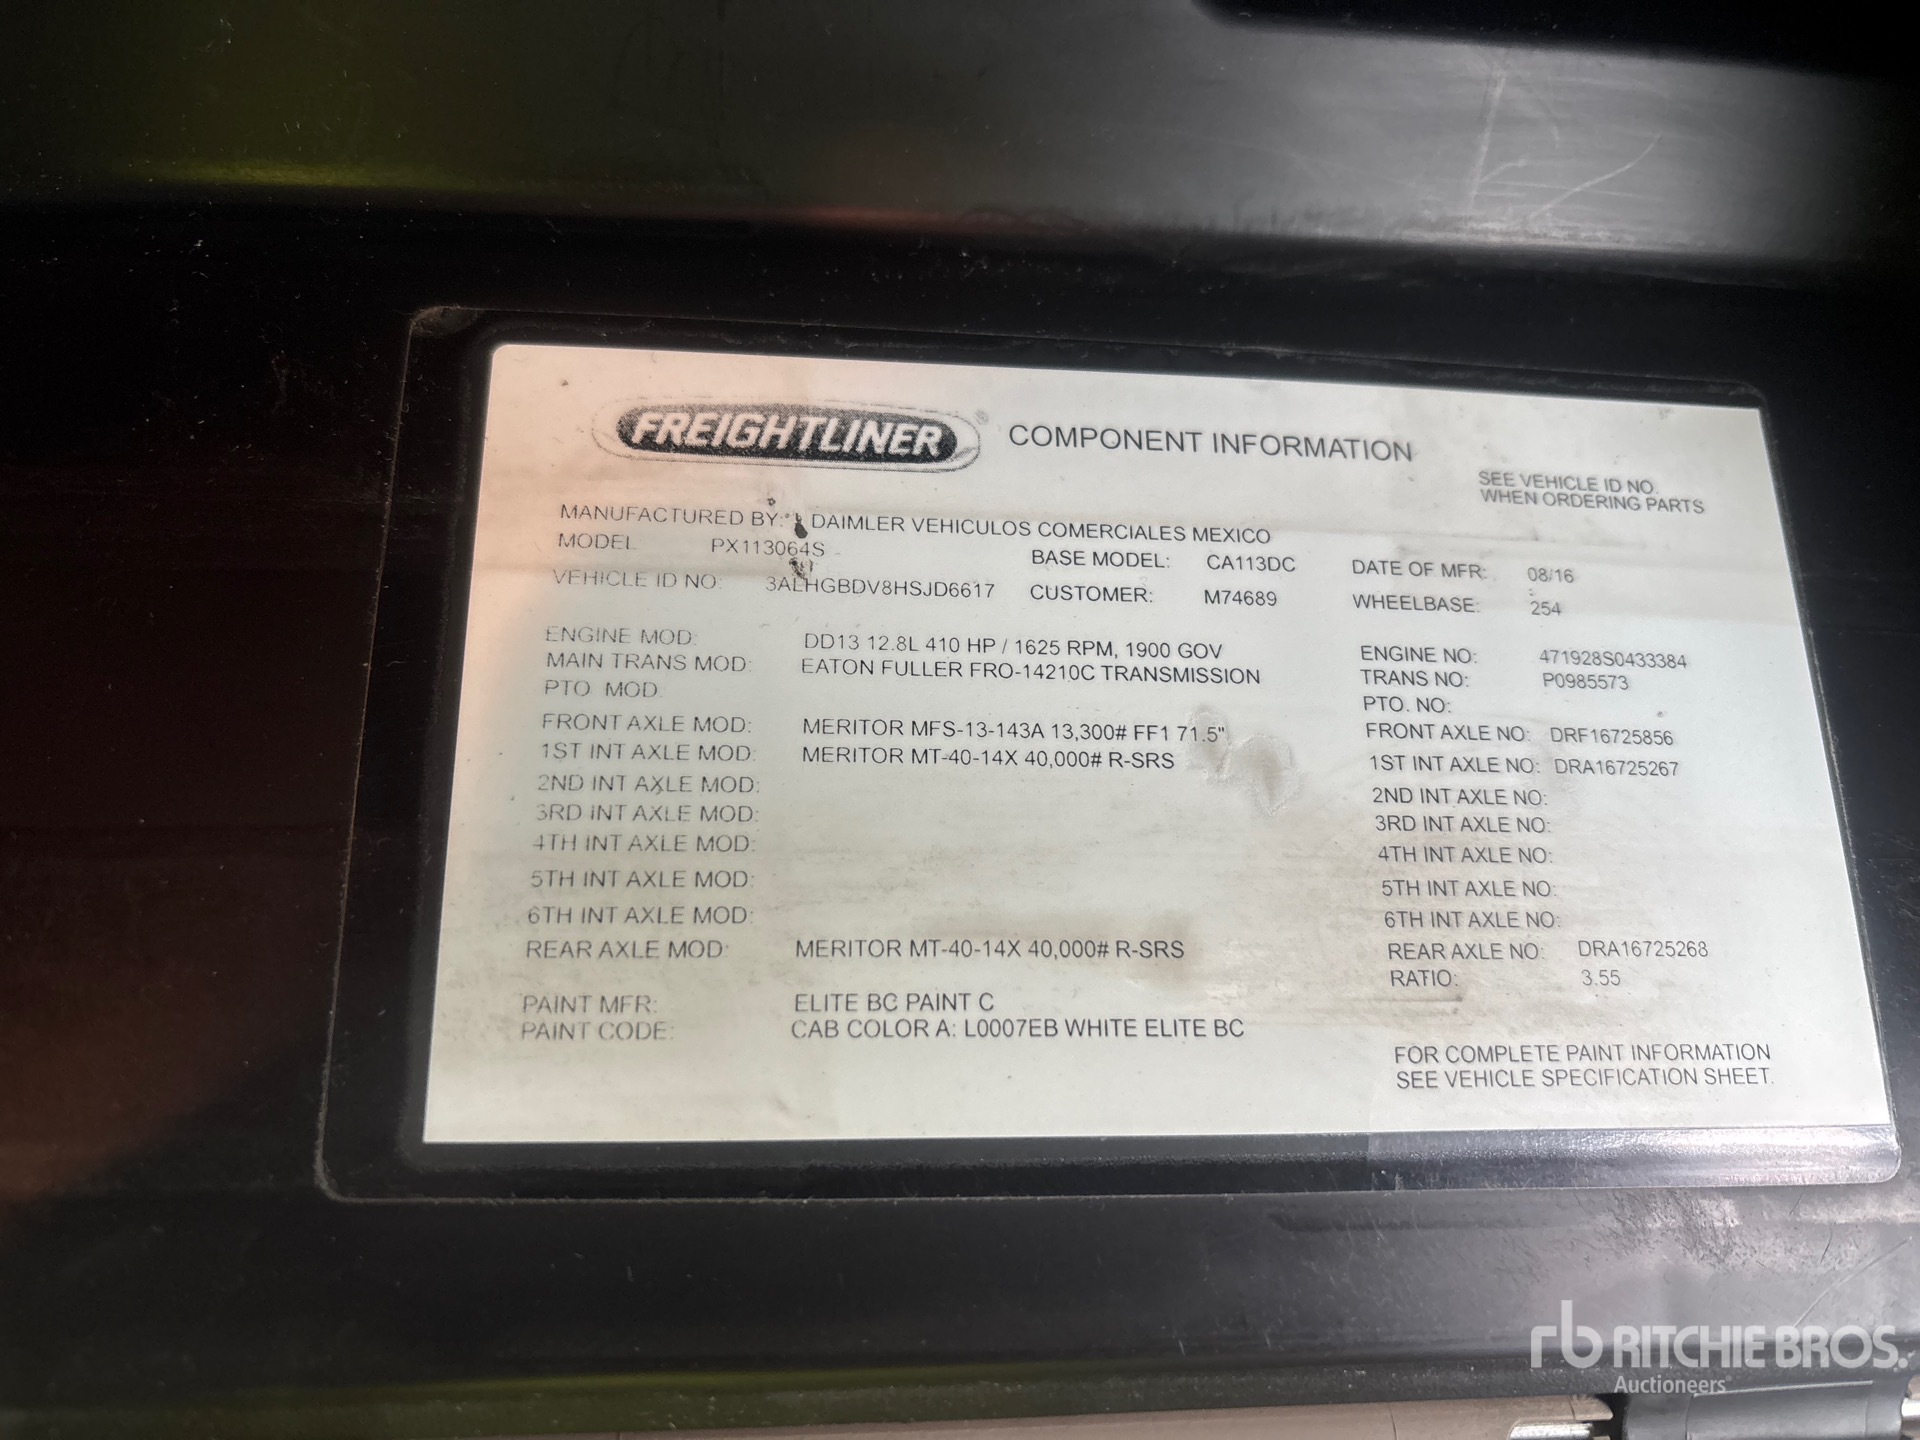 FREIGHTLINER ® COMPONENT INFORMATION
SEE VEHICLE ID NO.
WHEN ORDERING PARTS
MANUFACTURED BY: DAIMLER VEHICULOS COMERCIALES MEXICO
MODEL PX113064S BASE MODEL: CA113DC DATE OF MFR: 08/16
VEHICLE ID NO: 3ALHGBDV8HSJD6617 CUSTOMER: M74689 WHEELBASE: 254
ENGINE MOD: DD13 12.8L 410 HP / 1625 RPM, 1900 GOV ENGINE NO: 471928S0433384
MAIN TRANS MOD: EATON FULLER FRO-14210C TRANSMISSION TRANS NO: P0985573
PTO MOD: PTO. NO:
FRONT AXLE MOD: MERITOR MFS-13-143A 13,300# FF1 71.5" FRONT AXLE NO: DRF16725856
1ST INT AXLE MOD: MERITOR MT-40-14X 40,000# R-SRS 1ST INT AXLE NO: DRA16725267
2ND INT AXLE MOD: 2ND INT AXLE NO:
3RD INT AXLE MOD: 3RD INT AXLE NO:
4TH INT AXLE MOD: 4TH INT AXLE NO:
5TH INT AXLE MOD: 5TH INT AXLE NO:
6TH INT AXLE MOD: 6TH INT AXLE NO:
REAR AXLE MOD: MERITOR MT-40-14X 40,000# R-SRS REAR AXLE NO: DRA16725268
RATIO: 3.55
PAINT MFR: ELITE BC PAINT C
PAINT CODE: CAB COLOR A: L0007EB WHITE ELITE BC
FOR COMPLETE PAINT INFORMATION
SEE VEHICLE SPECIFICATION SHEET.
rb RITCHIE BROS.
Auctioneers